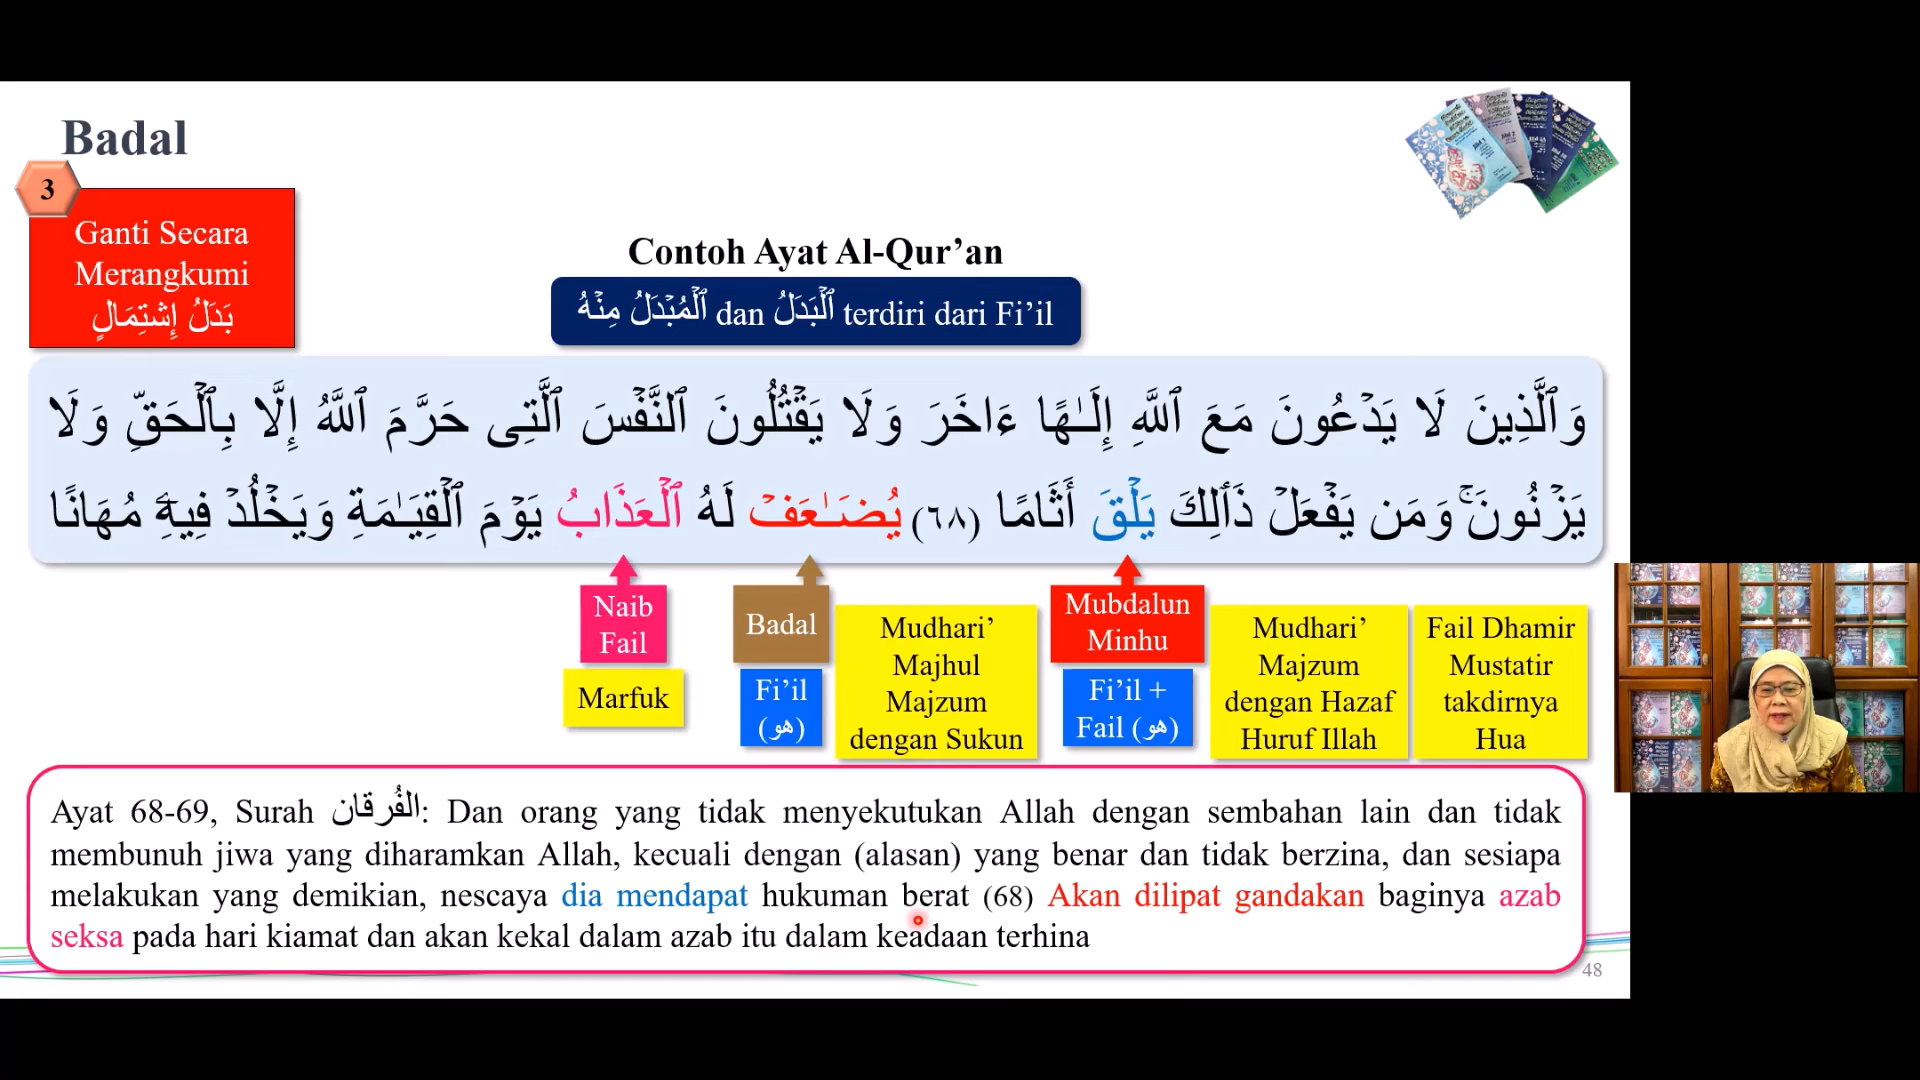 Badal
3
Ganti Secara
Merangkumi
بَدَلُ إِشتِمَالٍ
Contoh Ayat Al-Qur’an
ٱلۡمُبۡدَلُ مِنۡهُ dan ٱلۡبَدَلُ terdiri dari Fi’il
وَٱلَّذِينَ لَا يَدۡعُونَ مَعَ ٱللَّهِ إِلَـٰهًا ءَاخَرَ وَلَا يَقۡتُلُونَ ٱلنَّفۡسَ ٱلَّتِى حَرَّمَ ٱللَّهُ إِلَّا بِٱلۡحَقِّ وَلَا
يَزۡنُونَ‌ۚ وَمَن يَفۡعَلۡ ذَٲلِكَ يَلۡقَ أَثَامًا (٦٨) يُضَـٰعَفۡ لَهُ ٱلۡعَذَابُ يَوۡمَ ٱلۡقِيَـٰمَةِ وَيَخۡلُدۡ فِيهِۦ مُهَانًا
Naib
Fail
Marfuk
Badal
Fi’il
(هو)
Mudhari’
Majhul
Majzum
dengan Sukun
Mubdalun
Minhu
Fi’il +
Fail (هو)
Mudhari’
Majzum
dengan Hazaf
Huruf Illah
Fail Dhamir
Mustatir
takdirnya
Hua
Ayat 68-69, Surah الفُرقان: Dan orang yang tidak menyekutukan Allah dengan sembahan lain dan tidak
membunuh jiwa yang diharamkan Allah, kecuali dengan (alasan) yang benar dan tidak berzina, dan sesiapa
melakukan yang demikian, nescaya dia mendapat hukuman berat (68) Akan dilipat gandakan baginya azab
seksa pada hari kiamat dan akan kekal dalam azab itu dalam keadaan terhina
48